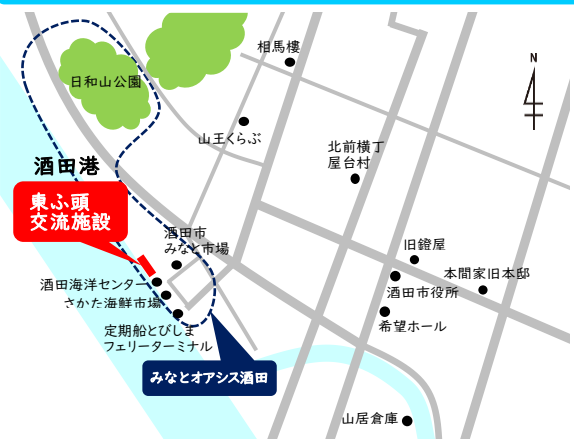 相馬樓
N
日和山公園
山王くらぶ
北前横丁
屋台村
酒田港
東ふ頭
交流施設
酒田市
みなと市場
旧鐙屋
本間家旧本邸
酒田海洋センター
さかた海鮮市場
酒田市役所
希望ホール
定期船とびしま
フェリーターミナル
みなとオアシス酒田
山居倉庫